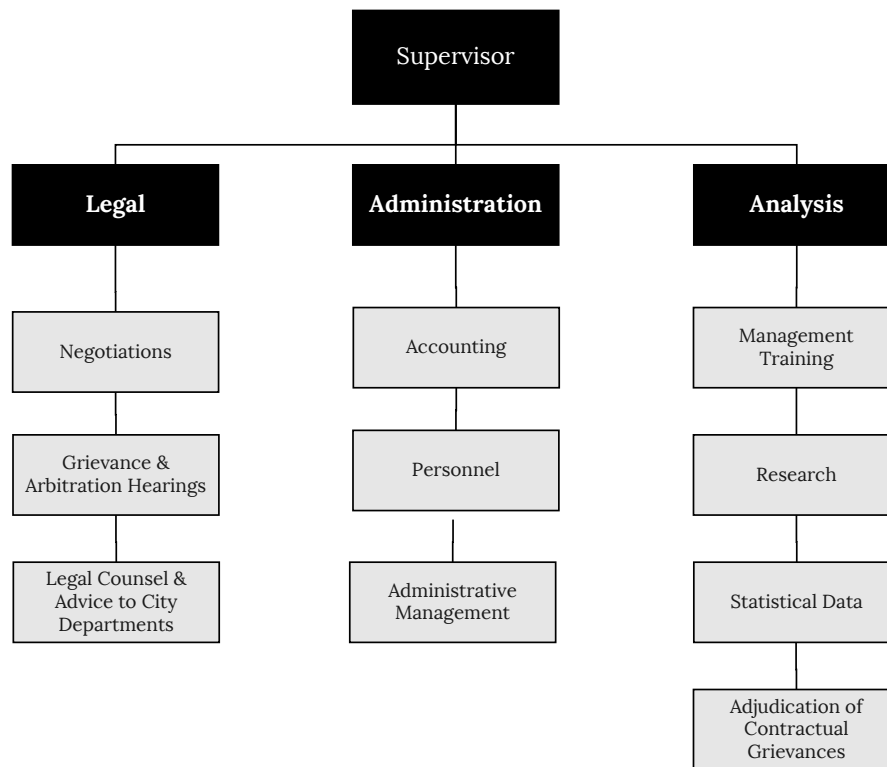 Supervisor
Legal
Administration
Analysis
Negotiations
Accounting
Management
Training
Grievance &
Arbitration Hearings
Personnel
Research
Legal Counsel &
Advice to City
Departments
Administrative
Management
Statistical Data
Adjudication of
Contractual
Grievances